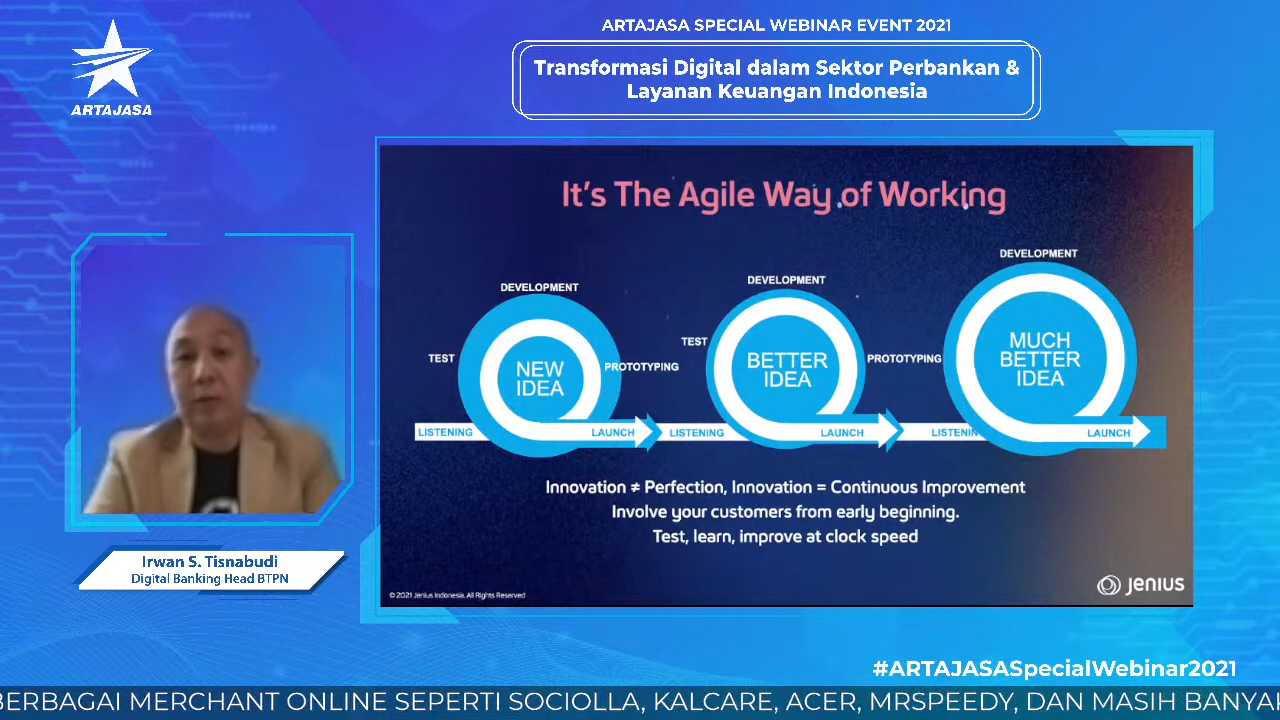 ARTAJASA
ARTAJASA SPECIAL WEBINAR EVENT 2021
Transformasi Digital dalam Sektor Perbankan &
Layanan Keuangan Indonesia
It's The Agile Way of Working
DEVELOPMENT
TEST
NEW
IDEA
PROTOTYPING
LISTENING
LAUNCH
DEVELOPMENT
TEST
BETTER
IDEA
PROTOTYPING
LISTENING
LAUNCH
DEVELOPMENT
MUCH
BETTER
IDEA
LISTENIN
LAUNCH
Innovation ≠ Perfection, Innovation = Continuous Improvement
Involve your customers from early beginning.
Test, learn, improve at clock speed
© 2021 Jenius Indonesia. All Rights Reserved
jenius
Irwan S. Tisnabudi
Digital Banking Head BTPN
#ARTAJASASpecialWebinar2021
BERBAGAI MERCHANT ONLINE SEPERTI SOCIOLLA, KALCARE, ACER, MRSPEEDY, DAN MASIH BANYA